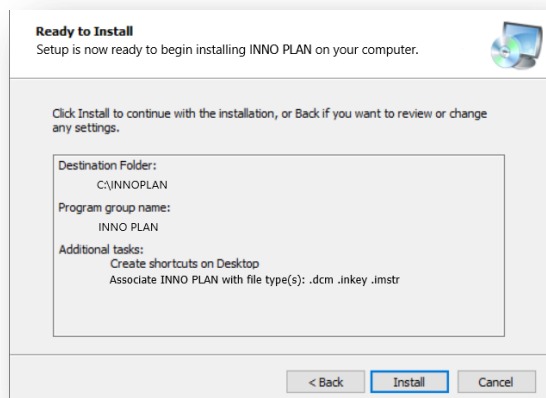 Ready to Install
Setup is now ready to begin installing INNO PLAN on your computer.
Click Install to continue with the installation, or Back if you want to review or change
any settings.
Destination Folder:
C:\INNOPLAN
Program group name:
INNO PLAN
Additional tasks:
Create shortcuts on Desktop
Associate INNO PLAN with file type(s): .dcm .inkey .imstr
< Back Install Cancel